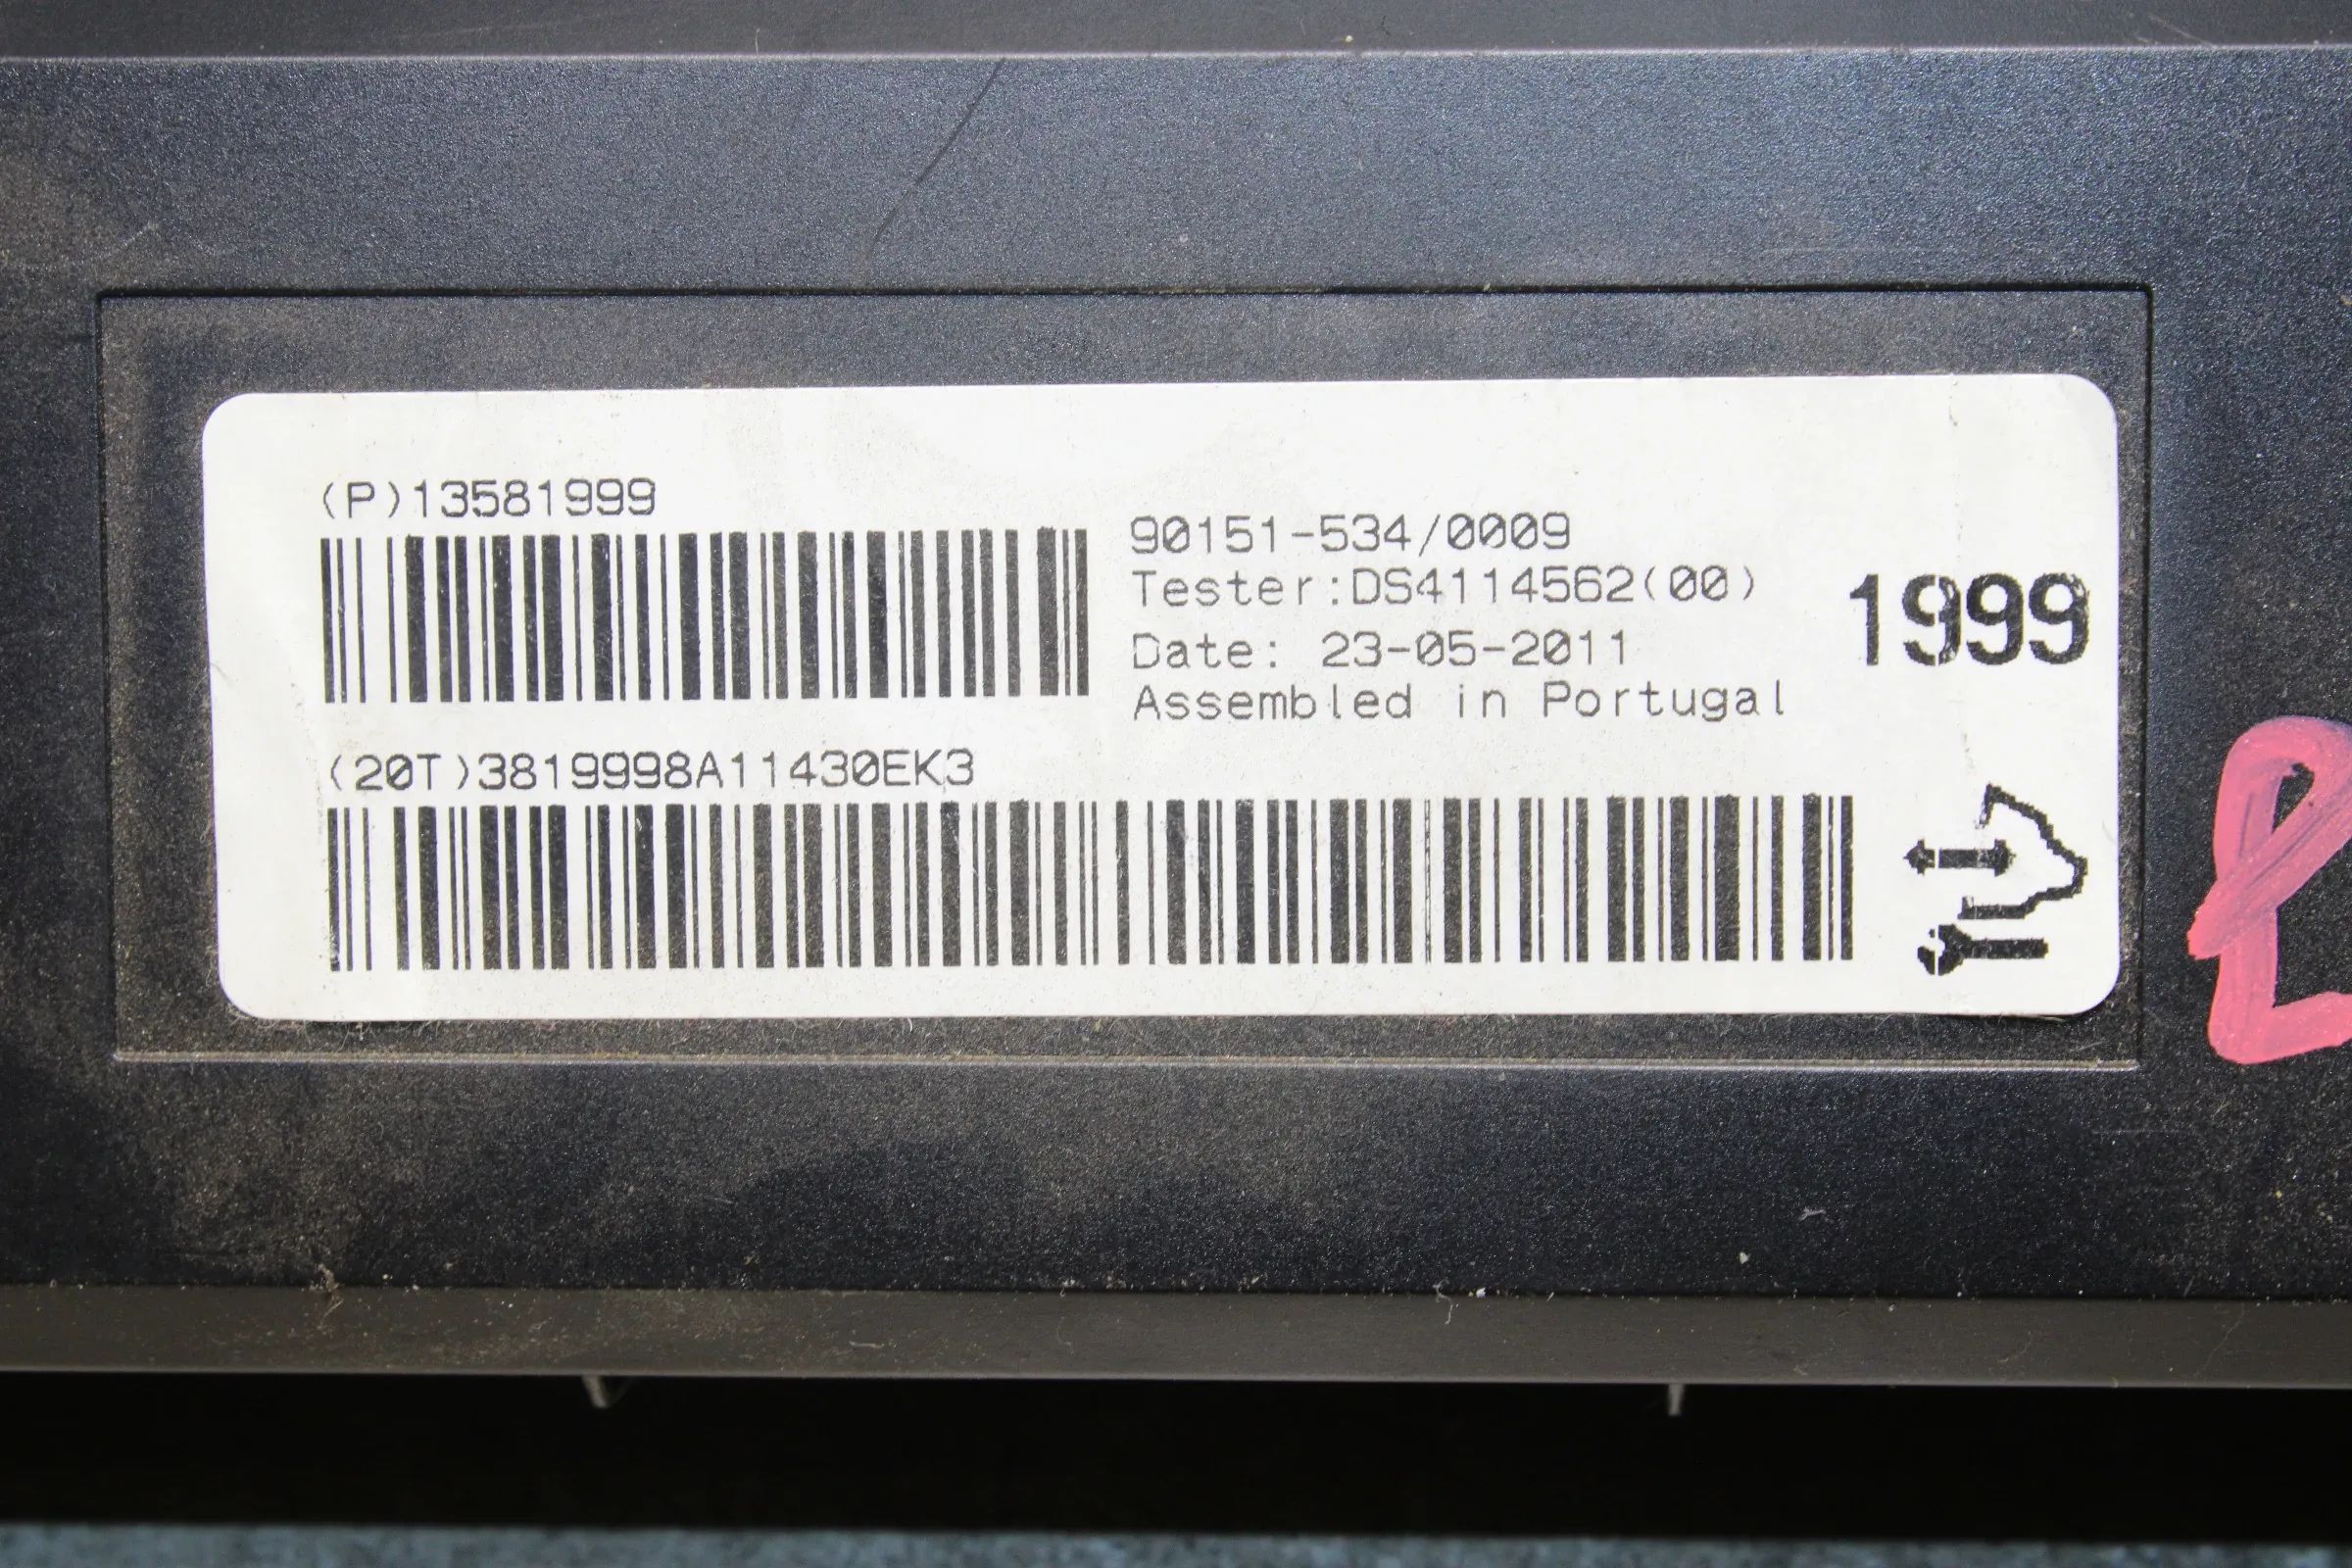 (P)13581999
90151-534/0009
Tester:DS4114562(00)
Date: 23-05-2011
Assembled in Portugal
1999
(20T)3819998A11430EK3